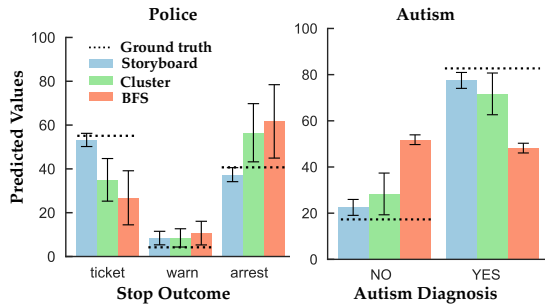 Police
Autism
Predicted Values
100
80
60
40
20
0
Ground truth
Storyboard
Cluster
BFS
ticket
warn
arrest
Stop Outcome
100
80
60
40
20
0
NO
YES
Autism Diagnosis